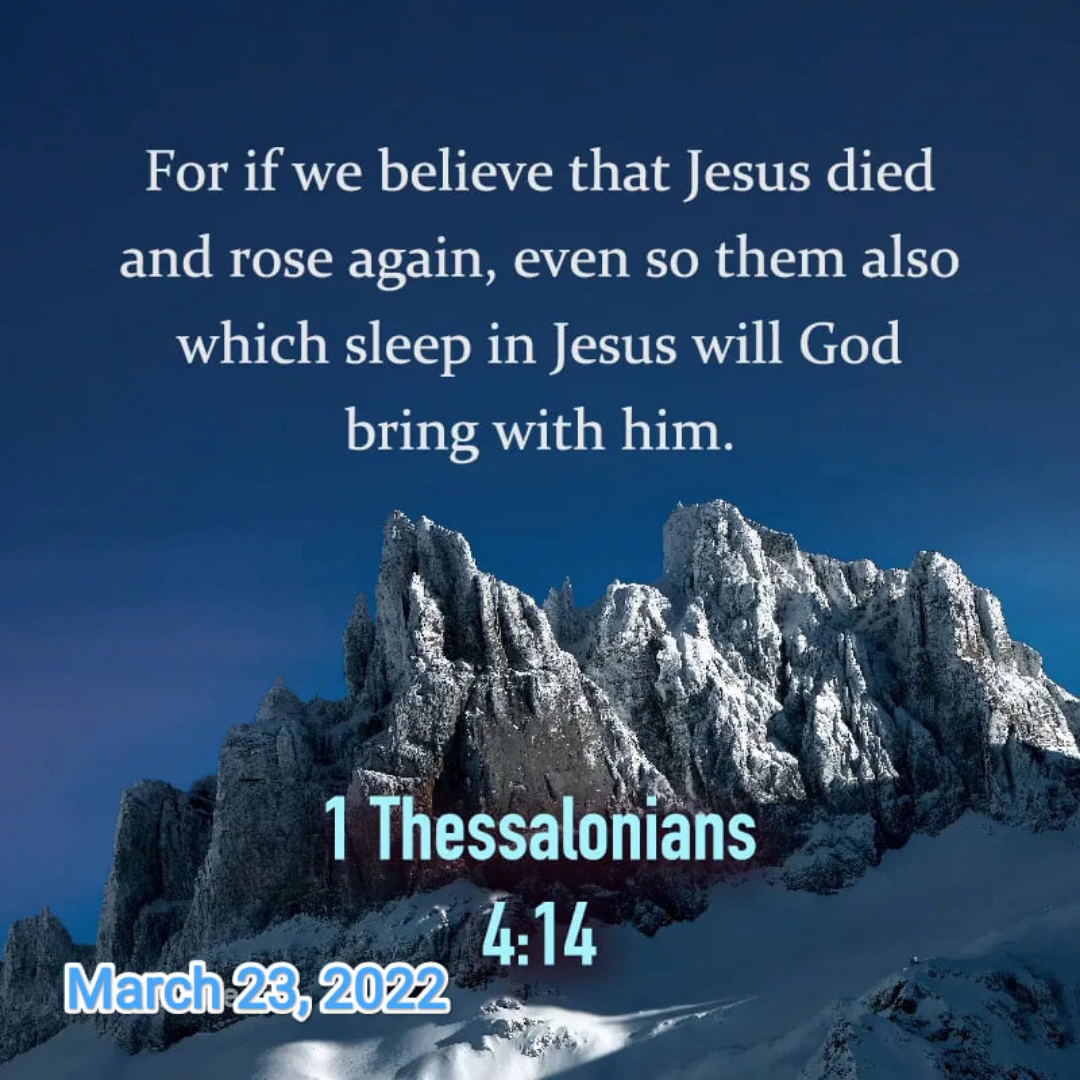 For if we believe that Jesus died
and rose again, even so them also
which sleep in Jesus will God
bring with him.
1 Thessalonians
4:14
March 23, 2022